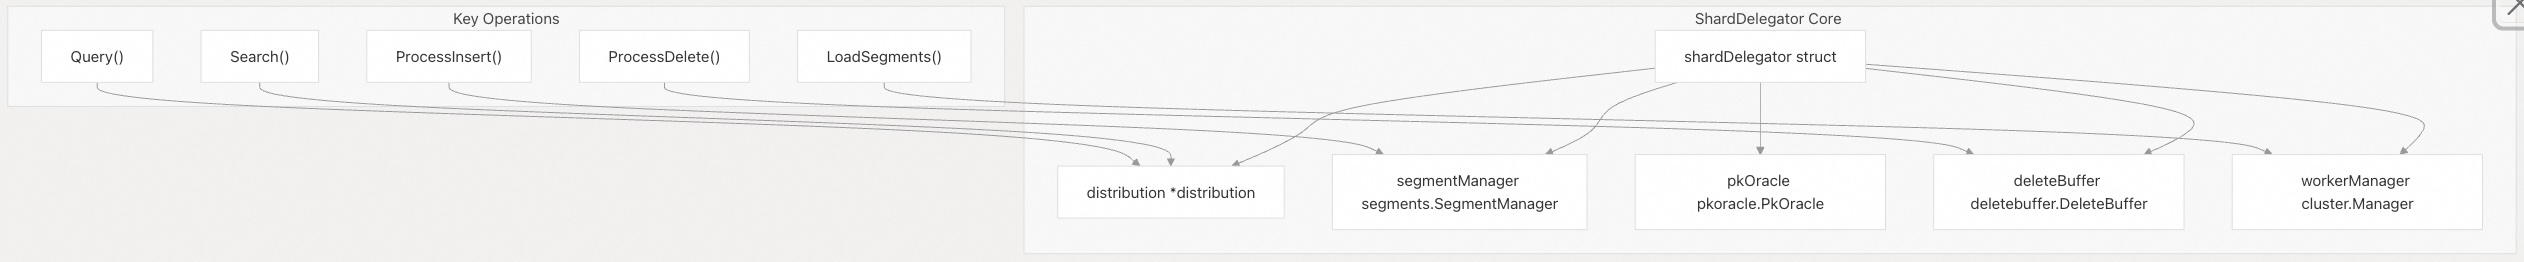 Key Operations
Query()
Search()
ProcessInsert()
ProcessDelete()
LoadSegments()
ShardDelegator Core
shardDelegator struct
distribution *distribution
segmentManager
segments.SegmentManager
pkOracle
pkoracle.PkOracle
deleteBuffer
deletebuffer.DeleteBuffer
workerManager
cluster.Manager